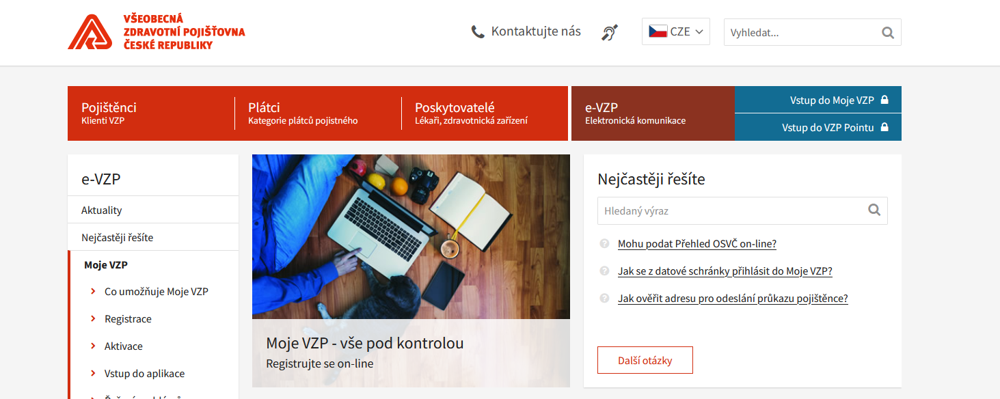 VŠEOBECNÁ
ZDRAVOTNÍ POJIŠŤOVNA
ČESKÉ REPUBLIKY
Kontaktujte nás
CZE
Vyhledat...
Pojištěnci
Klienti VZP
Plátci
Kategorie plátců pojistného
Poskytovatelé
Lékaři, zdravotnická zařízení
e-VZP
Elektronická komunikace
Vstup do Moje VZP
Vstup do VZP Pointu
e-VZP
Aktuality
Nejčastěji řešíte
Moje VZP
Co umožňuje Moje VZP
Registrace
Aktivace
Vstup do aplikace
Moje VZP - vše pod kontrolou
Registrujte se on-line
Nejčastěji řešíte
Hledaný výraz
Mohu podat Přehled OSVČ on-line?
Jak se z datové schránky přihlásit do Moje VZP?
Jak ověřit adresu pro odeslání průkazu pojištěnce?
Další otázky